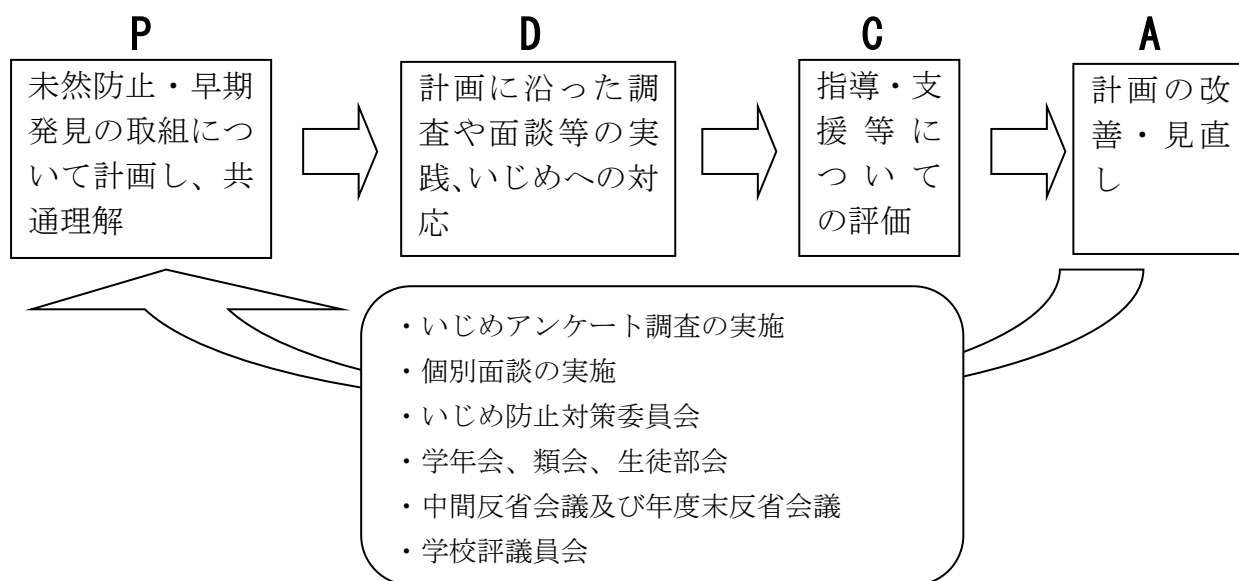 P
未然防止・早期
発見の取組につ
いて計画し、共
通理解
D
計画に沿った調
査や面談等の実
践、いじめへの対
応
C
指導・支
援等に
ついて
の評価
A
計画の改
善・見直
し
・いじめアンケート調査の実施
・個別面談の実施
・いじめ防止対策委員会
・学年会、類会、生徒部会
・中間反省会議及び年度末反省会議
・学校評議員会